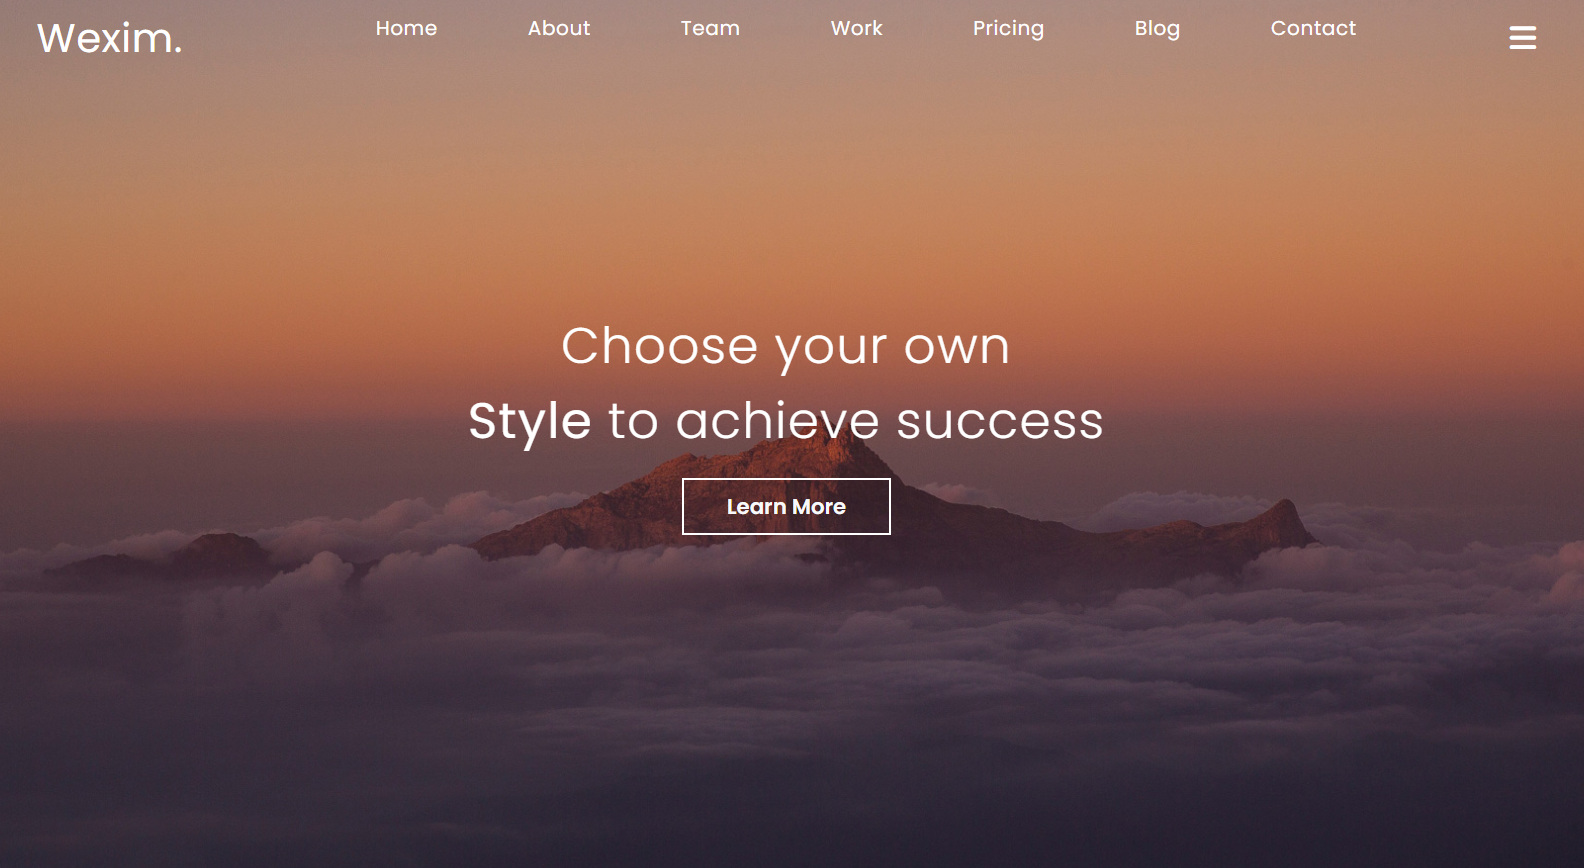 Wexim. Home About Team Work Pricing Blog Contact
Choose your own
Style to achieve success
Learn More